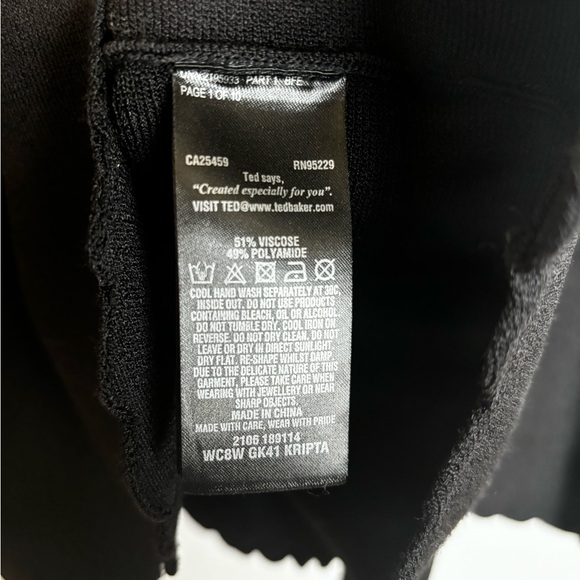 PART 1 BFE
PAGE 1 OF 10
CA25459 RN95229
Ted says,
"Created especially for you".
VISIT TED@www.tedbaker.com
51% VISCOSE
49% POLYAMIDE
COOL HAND WASH SEPARATELY AT 30C,
INSIDE OUT. DO NOT USE PRODUCTS
CONTAINING BLEACH, OIL OR ALCOHOL.
DO NOT TUMBLE DRY. COOL IRON ON
REVERSE. DO NOT DRY CLEAN. DO NOT
LEAVE OR DRY IN DIRECT SUNLIGHT.
DRY FLAT. RE-SHAPE WHILST DAMP.
DUE TO THE DELICATE NATURE OF THIS
GARMENT, PLEASE TAKE CARE WHEN
WEARING WITH JEWELLERY OR NEAR
SHARP OBJECTS.
MADE IN CHINA
MADE WITH CARE, WEAR WITH PRIDE
2106 189114
WC8W GK41 KRIPTA